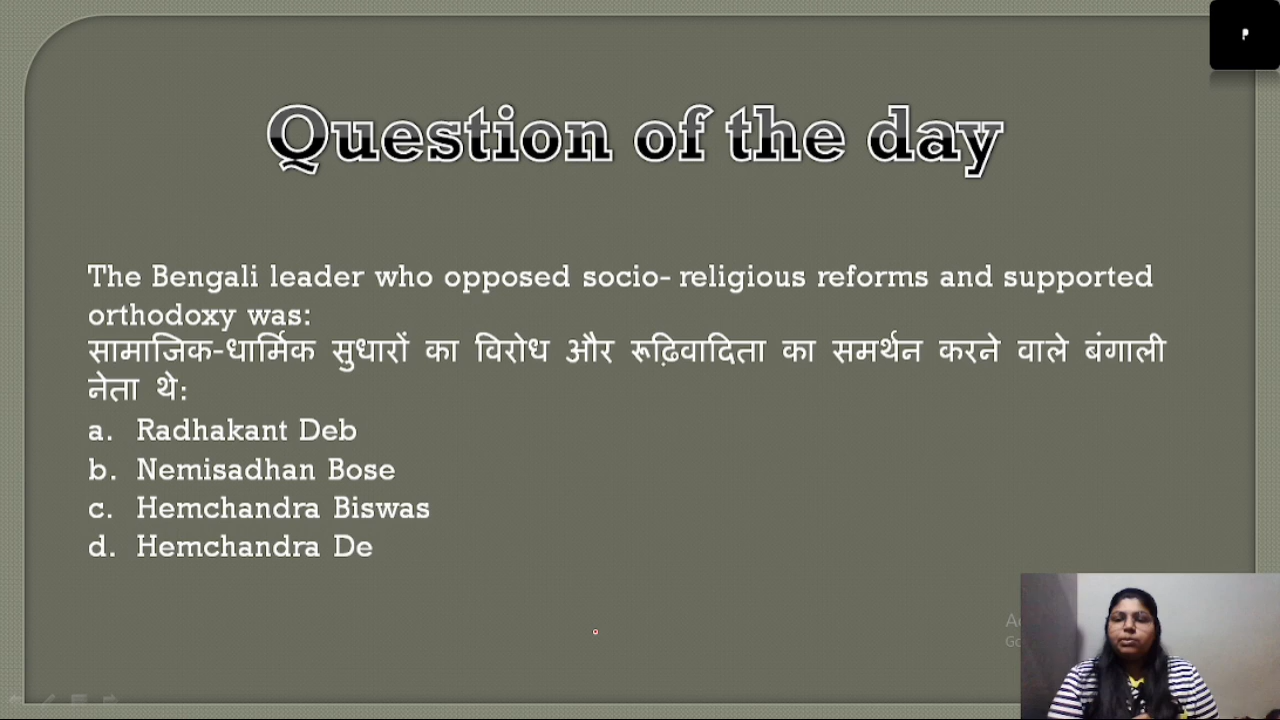 Question of the day
The Bengali leader who opposed socio- religious reforms and supported
orthodoxy was:
सामाजिक-धार्मिक सुधारों का विरोध और रूढ़िवादिता का समर्थन करने वाले बंगाली
नेता थे:
a. Radhakant Deb
b. Nemisadhan Bose
c. Hemchandra Biswas
d. Hemchandra De